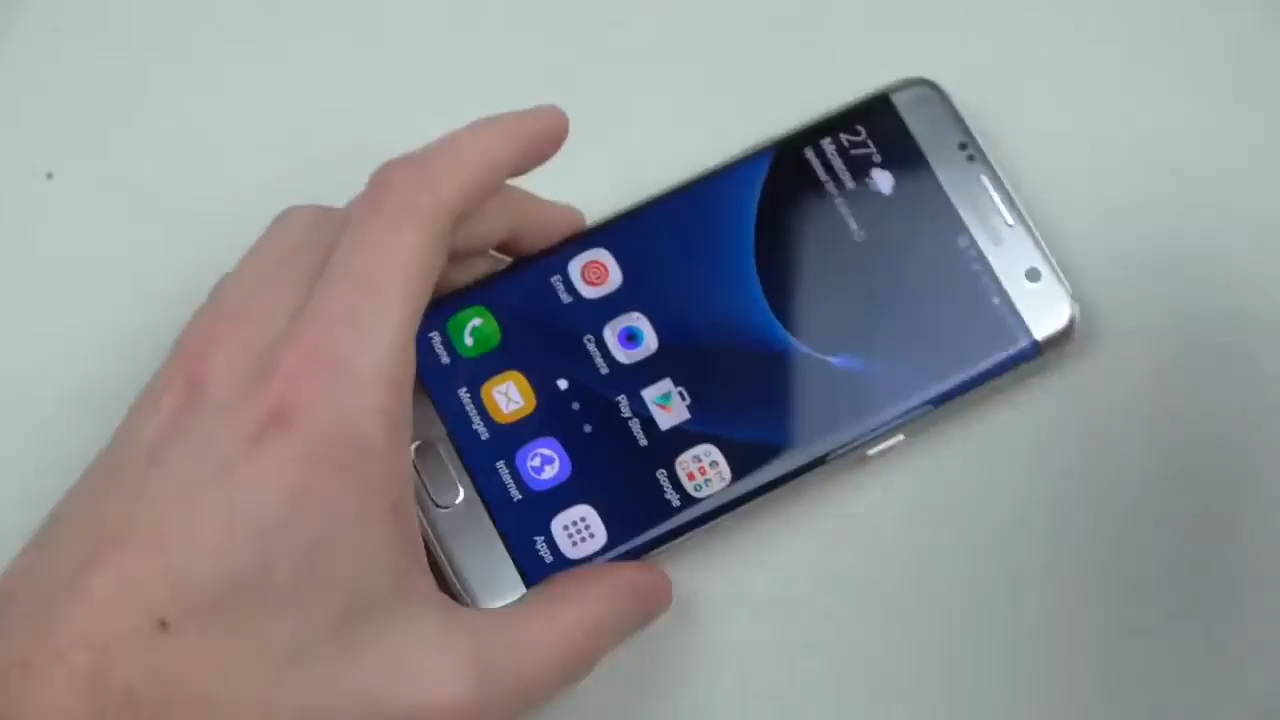 27°
Email
Camera
Play Store
Google
Phone
Messages
Internet
Apps